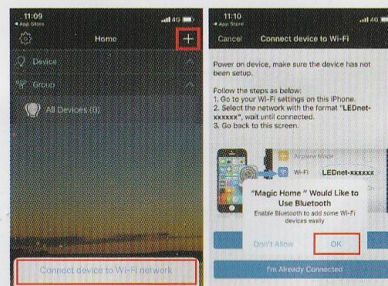 11:09
App Store
4G
Home
+
Device
Group
All Devices (0)
Connect device to Wi-Fi network
11:10
App Store
4G
Cancel
Connect device to Wi-Fi
Power on device, make sure the device has not
been setup.
Follow the steps as below:
1. Go to your Wi-Fi settings on this iPhone.
2. Select the network with the format "LEDnet-
xxxxxx", wait until connected.
3. Go back to this screen.
Airplane Mode
Wi-Fi LEDnet-xxxxxx
On
"Magic Home " Would Like to
Use Bluetooth
Enable Bluetooth to add some Wi-Fi
devices easily
Don't Allow
OK
I'm Already Connected